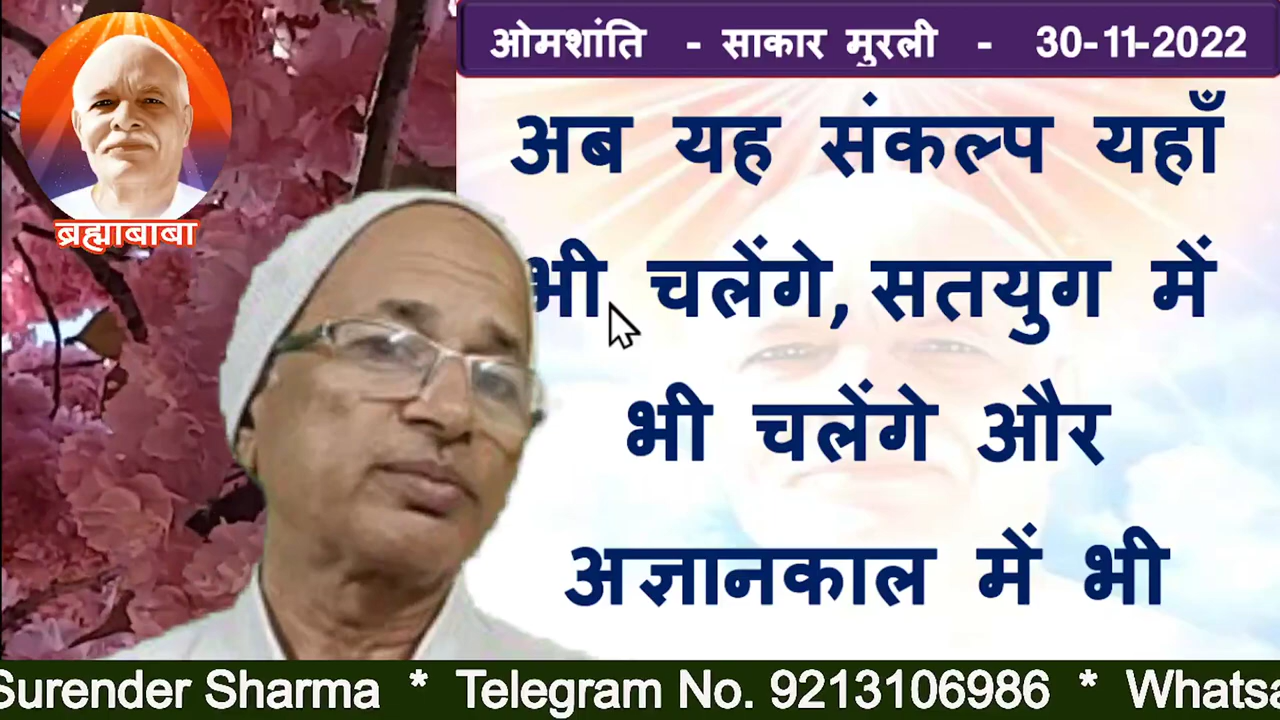 ओमशांति - साकार मुरली - 30-11-2022
ब्रह्माबाबा
अब यह संकल्प यहाँ
भी चलेंगे, सतयुग में
भी चलेंगे और
अज्ञानकाल में भी
Surender Sharma * Telegram No. 9213106986 * Whatsa